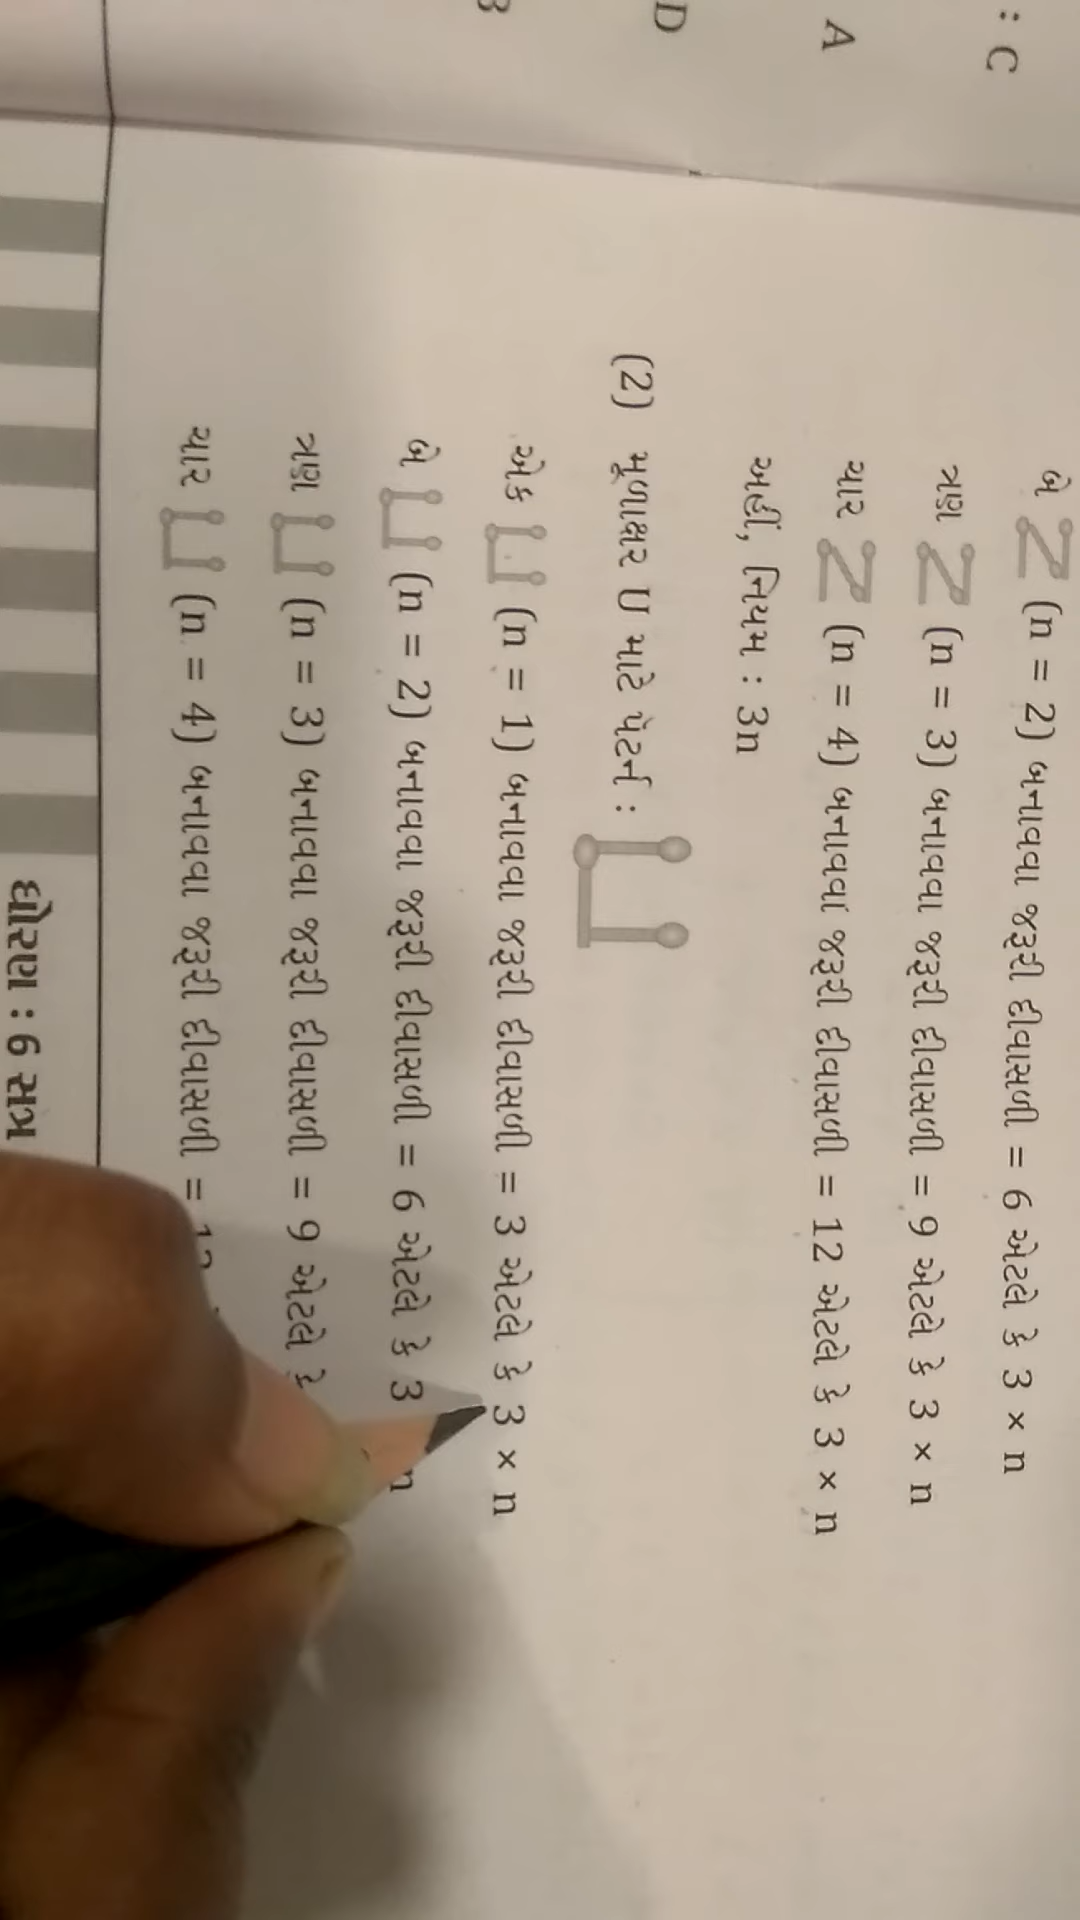 : C
A
D
બે (n = 2) બનાવવા જરૂરી દીવાસળી = 6 એટલે કે 3 × n
ત્રણ (n = 3) બનાવવા જરૂરી દીવાસળી = 9 એટલે કે 3 × n
ચાર (n = 4) બનાવવા જરૂરી દીવાસળી = 12 એટલે કે 3 × n
અહીં, નિયમ : 3n
(2) મૂળાક્ષર U માટે પેટર્ન :
એક (n = 1) બનાવવા જરૂરી દીવાસળી = 3 એટલે કે 3 × n
બે (n = 2) બનાવવા જરૂરી દીવાસળી = 6 એટલે કે 3 n
ત્રણ (n = 3) બનાવવા જરૂરી દીવાસળી = 9 એટલે કે
ચાર (n = 4) બનાવવા જરૂરી દીવાસળી = 12
ધોરણ : 6 સત્ર